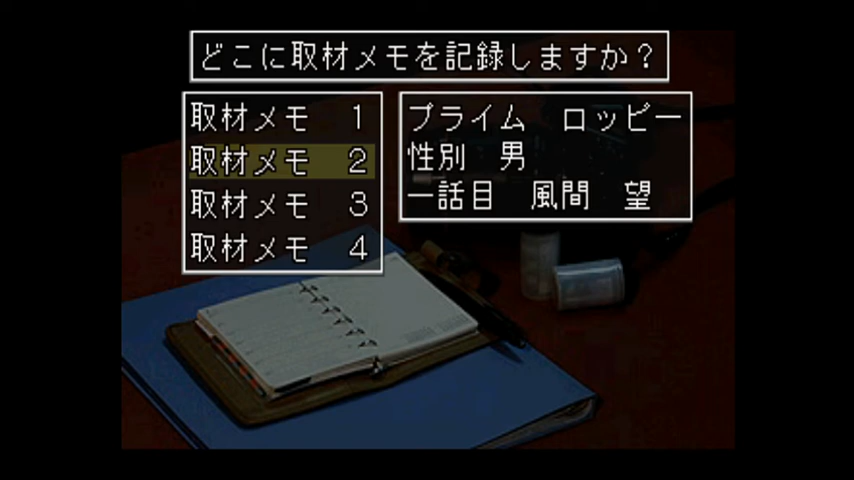 どこに取材メモを記録しますか？
取材メモ　1
取材メモ　2
取材メモ　3
取材メモ　4
プライム　ロッビー
性別　男
一話目　風間　望